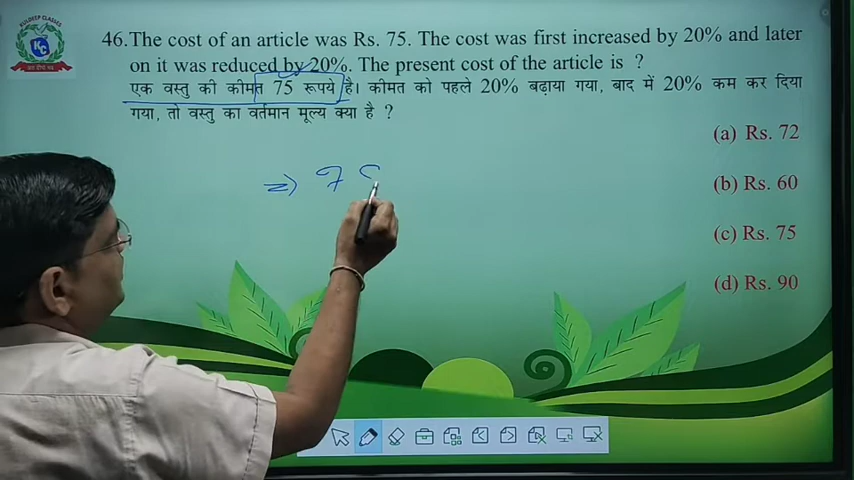 KULDEEP CLASSES
KC
46.The cost of an article was Rs. 75. The cost was first increased by 20% and later
on it was reduced by 20%. The present cost of the article is ?
एक वस्तु की कीमत 75 रूपये है। कीमत को पहले 20% बढ़ाया गया, बाद में 20% कम कर दिया
गया, तो वस्तु का वर्तमान मूल्य क्या है ?
(a) Rs. 72
(b) Rs. 60
(c) Rs. 75
(d) Rs. 90
⇒ 7